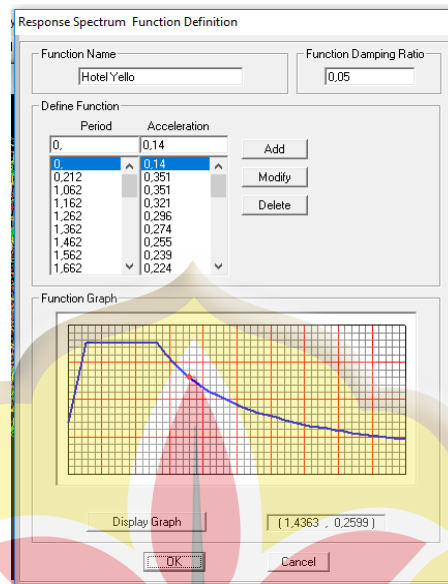 Response Spectrum Function Definition
Function Name
Function Damping Ratio
Hotel Yello
0,05
Define Function
Period Acceleration
0, 0,14
Add
0, 0,14
0,212 0,351
Modify
1,062 0,351
1,162 0,321
1,262 0,296
Delete
1,362 0,274
1,462 0,255
1,562 0,239
1,662 0,224
Function Graph
Display Graph
( 1,4363 , 0,2599 )
OK
Cancel